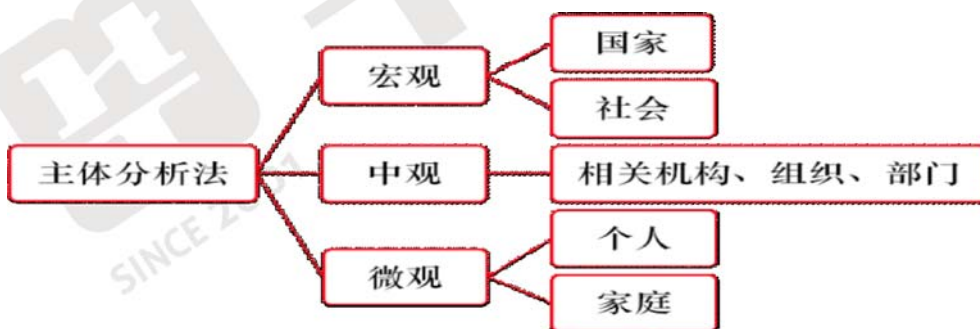 主体分析法
宏观
国家
社会
中观
相关机构、组织、部门
微观
个人
家庭